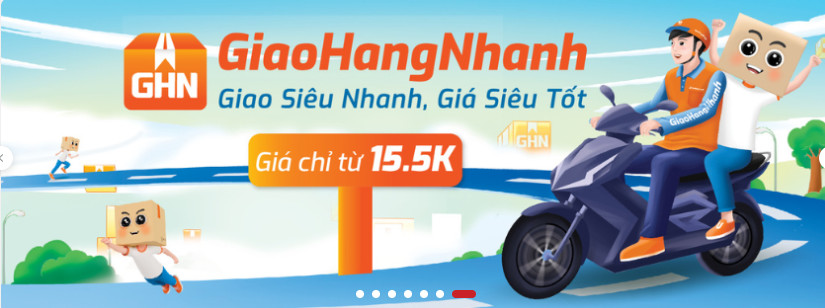 GHN
GiaoHangNhanh
Giao Siêu Nhanh, Giá Siêu Tốt
Giá chỉ từ 15.5K
GHN
GiaoHangNhanh